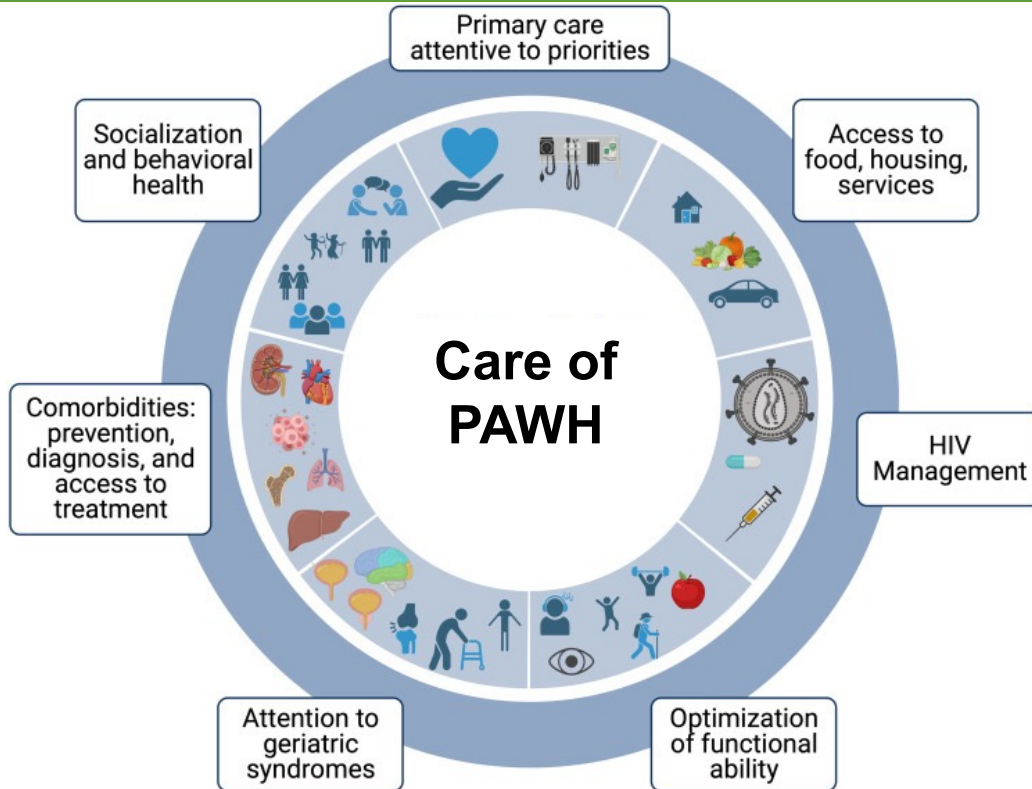 Primary care
attentive to priorities
Socialization
and behavioral
health
Access to
food, housing,
services
Care of
PAWH
Comorbidities:
prevention,
diagnosis, and
access to
treatment
HIV
Management
Attention to
geriatric
syndromes
Optimization
of functional
ability